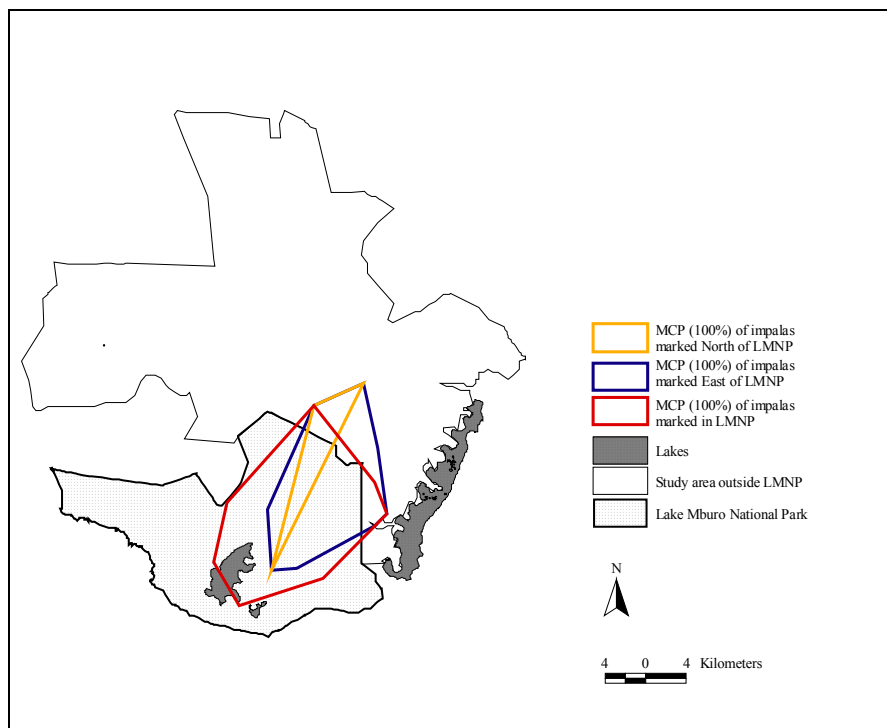 MCP (100%) of impalas
marked North of LMNP
MCP (100%) of impalas
marked East of LMNP
MCP (100%) of impalas
marked in LMNP
Lakes
Study area outside LMNP
Lake Mburo National Park
N
4 0 4 Kilometers